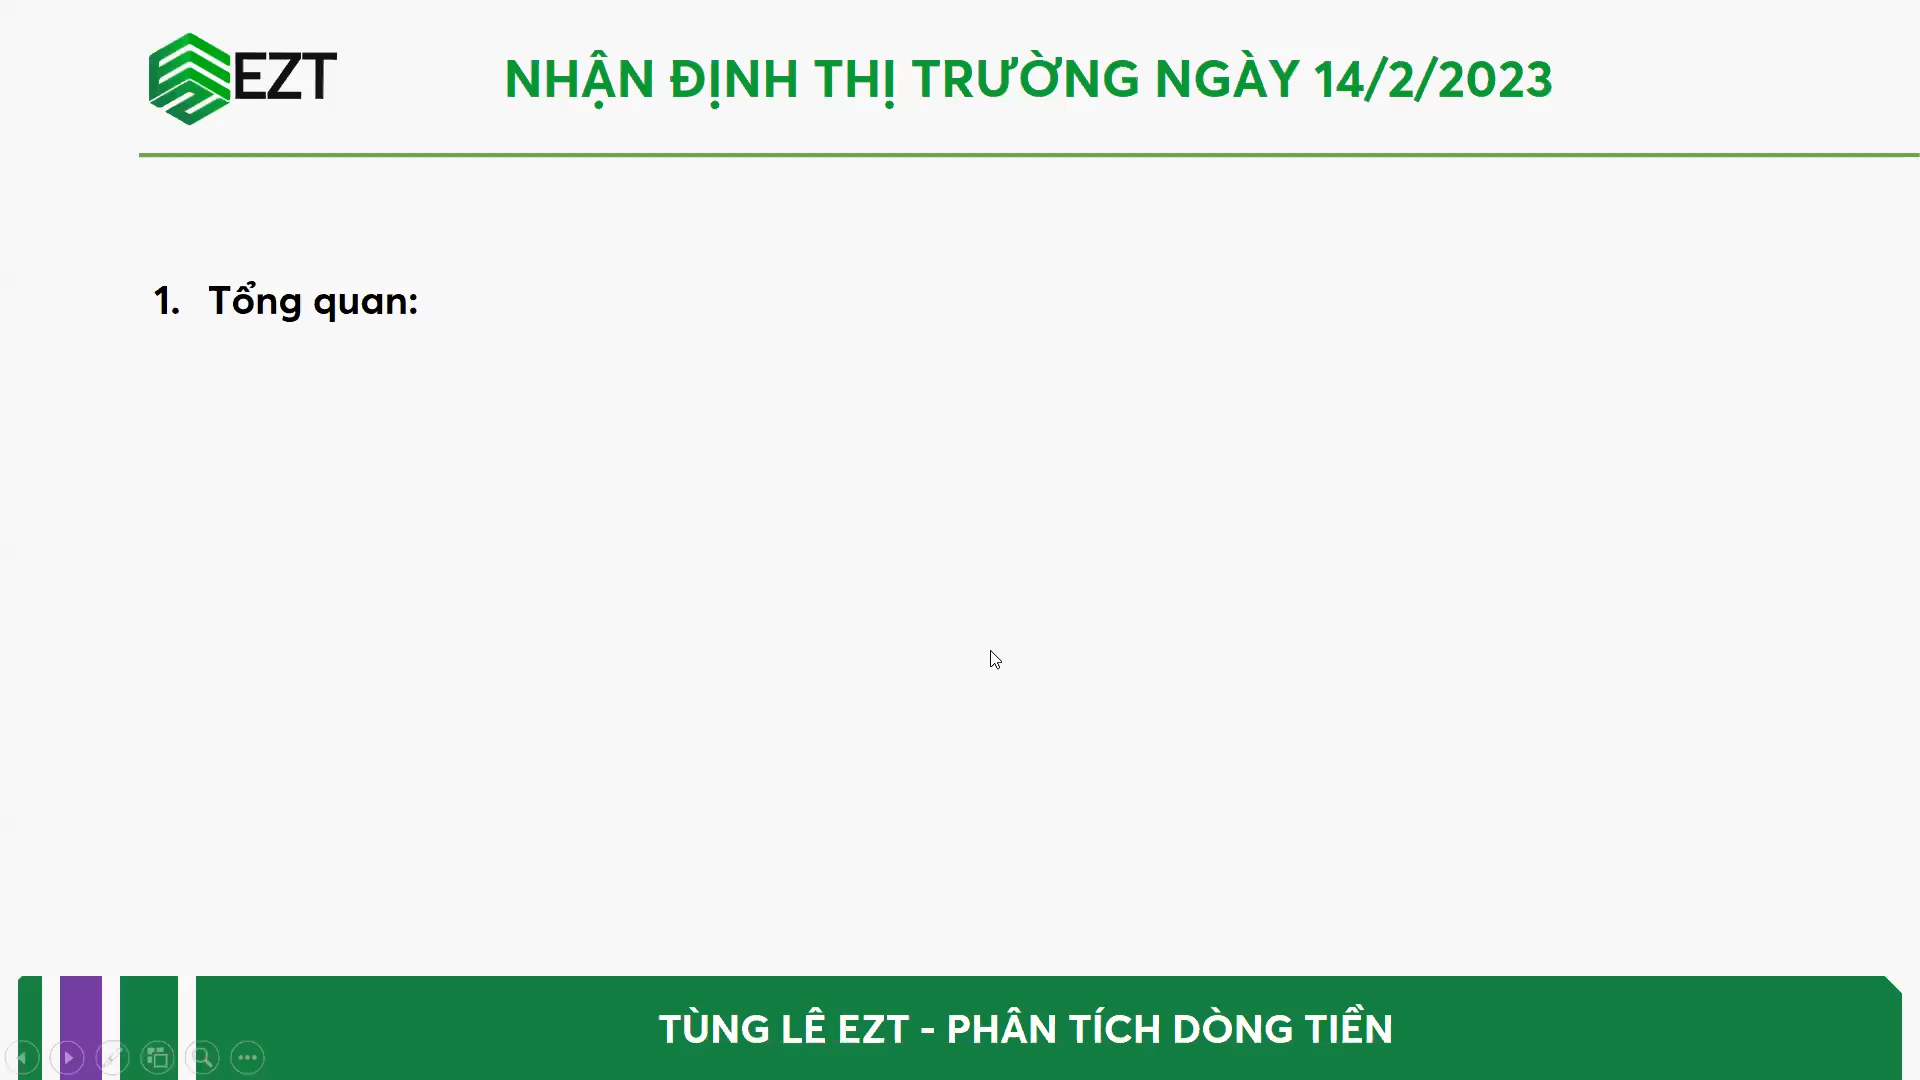 EZT
NHẬN ĐỊNH THỊ TRƯỜNG NGÀY 14/2/2023
1. Tổng quan:
TÙNG LÊ EZT - PHÂN TÍCH DÒNG TIỀN